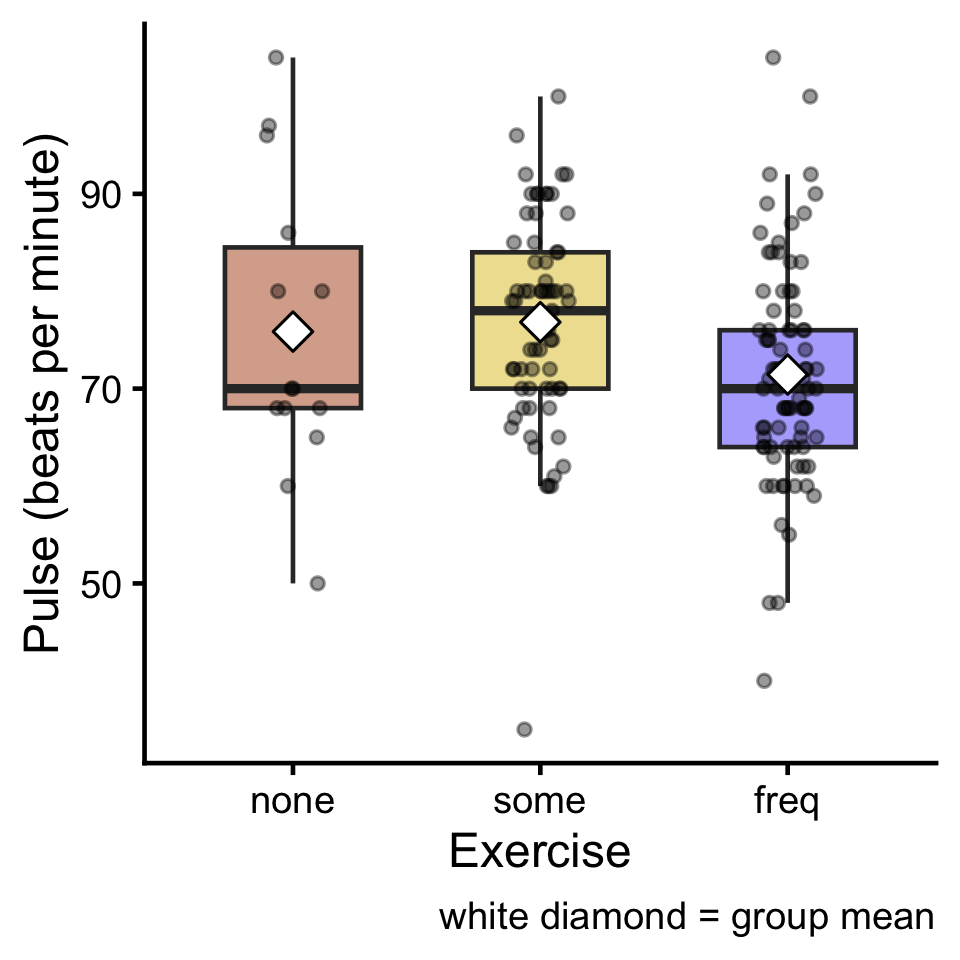 Pulse (beats per minute)
90
70
50
none some freq
Exercise
white diamond = group mean